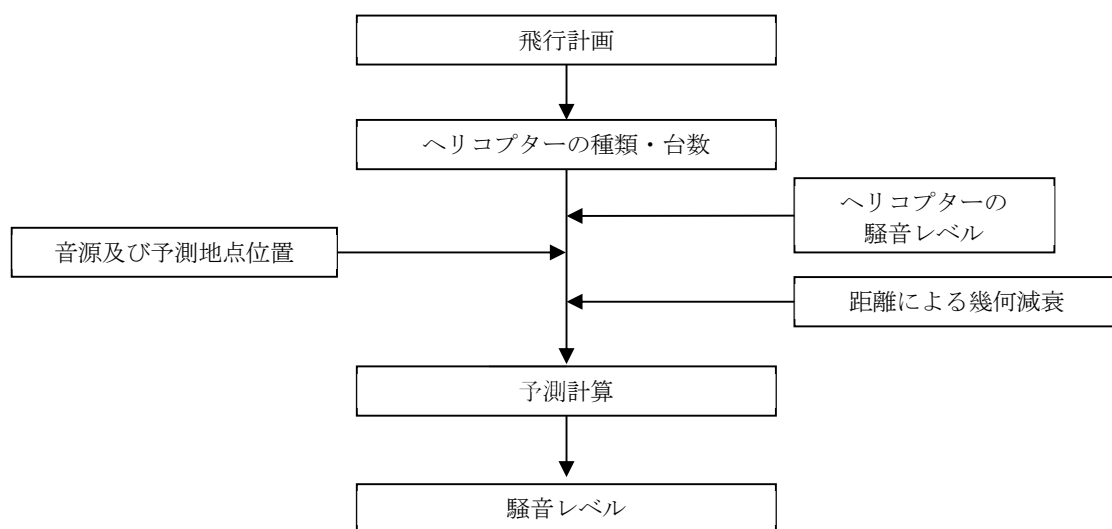 飛行計画
ヘリコプターの種類・台数
ヘリコプターの
騒音レベル
音源及び予測地点位置
距離による幾何減衰
予測計算
騒音レベル